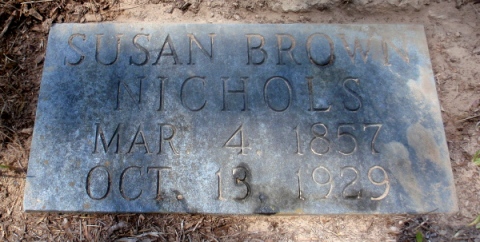 SUSAN BROWN
NICHOLS
MAR. 4, 1857
OCT. 13, 1929